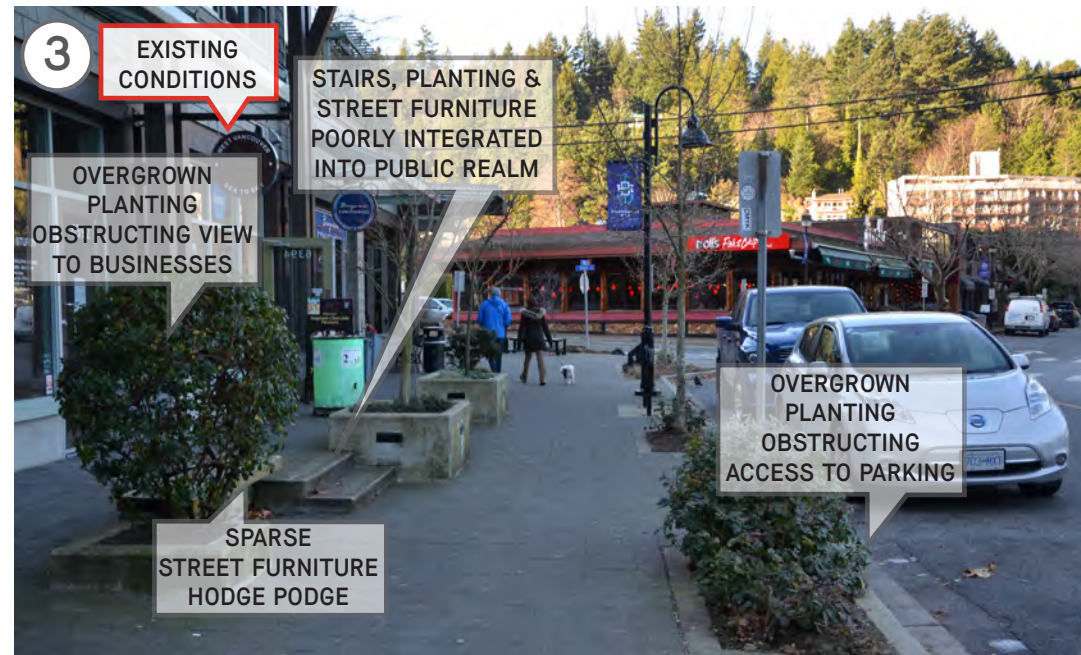 3
EXISTING
CONDITIONS
STAIRS, PLANTING &
STREET FURNITURE
POORLY INTEGRATED
INTO PUBLIC REALM
OVERGROWN
PLANTING
OBSTRUCTING VIEW
TO BUSINESSES
OVERGROWN
PLANTING
OBSTRUCTING
ACCESS TO PARKING
SPARSE
STREET FURNITURE
HODGE PODGE